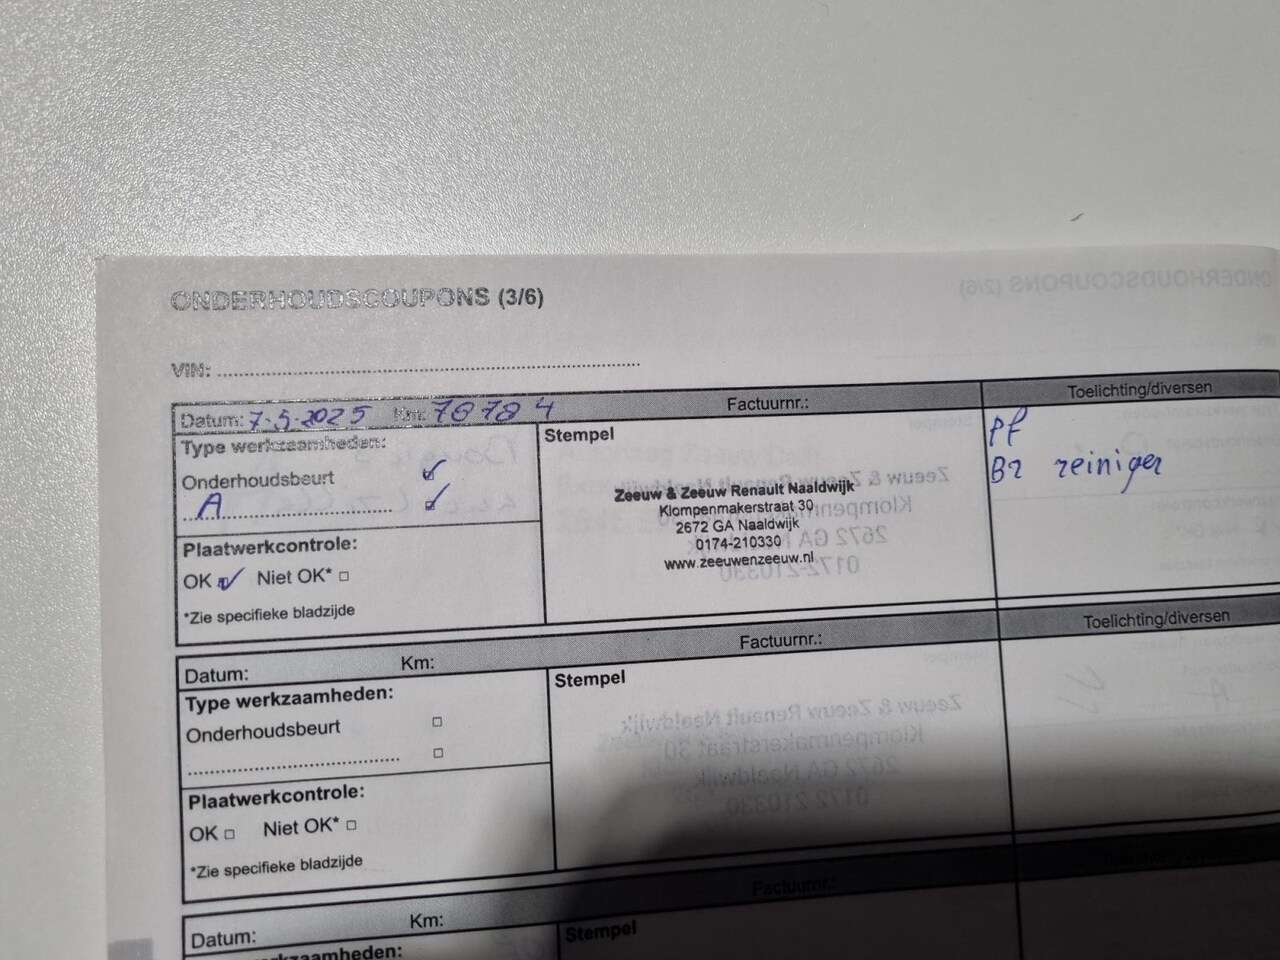 ONDERHOUDSCOUPONS (3/6)
VIN:
Datum: 7-5-2025 Km: 78784 Factuurnr.: Toelichting/diversen
Type werkzaamheden:
Onderhoudsbeurt
A
Plaatwerkcontrole:
OK Niet OK*
*Zie specifieke bladzijde
Stempel
Zeeuw & Zeeuw Renault Naaldwijk
Klompenmakerstraat 30
2672 GA Naaldwijk
0174-210330
www.zeeuwenzeeuw.nl
pf
Br reiniger
Datum: Km: Factuurnr.: Toelichting/diversen
Type werkzaamheden:
Onderhoudsbeurt
Plaatwerkcontrole:
OK Niet OK*
*Zie specifieke bladzijde
Stempel
Datum: Km: Factuurnr.:
Stempel